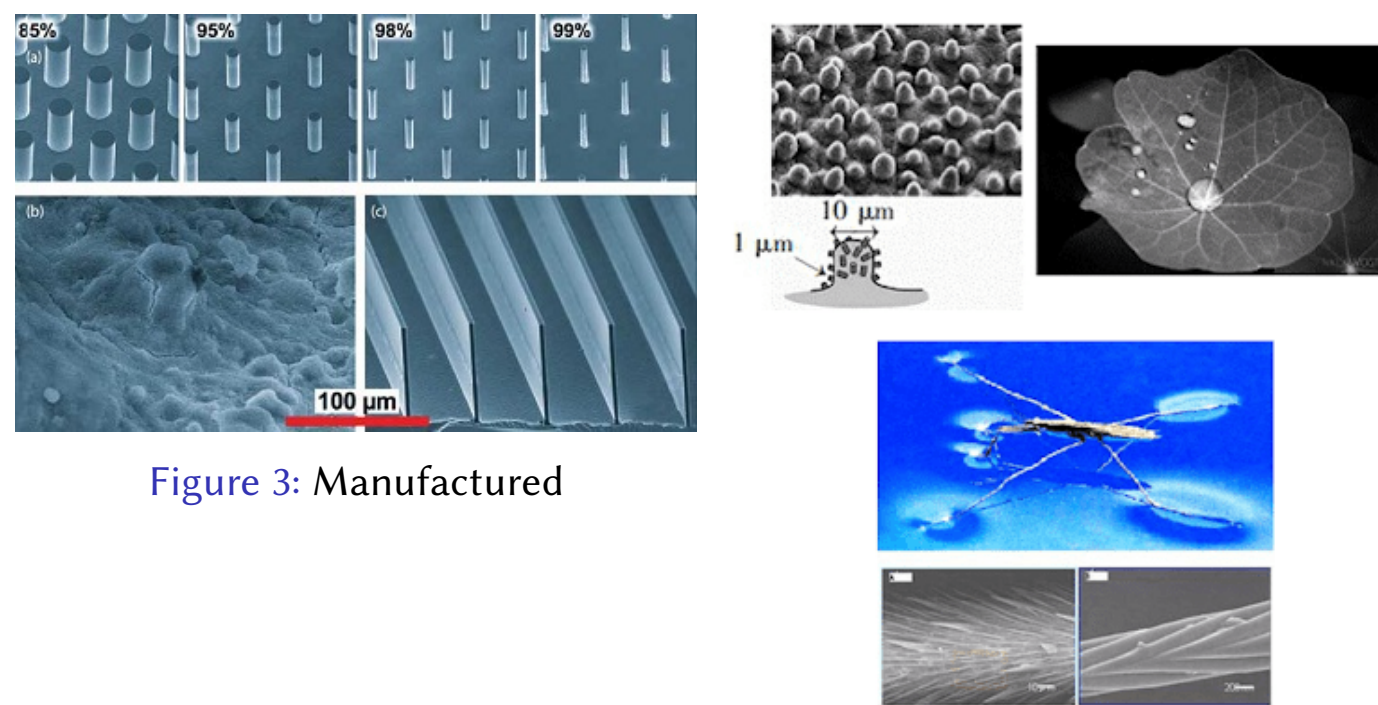 85%
95%
98%
99%
(a)
(b)
(c)
100 µm
Figure 3: Manufactured
10 µm
1 µm